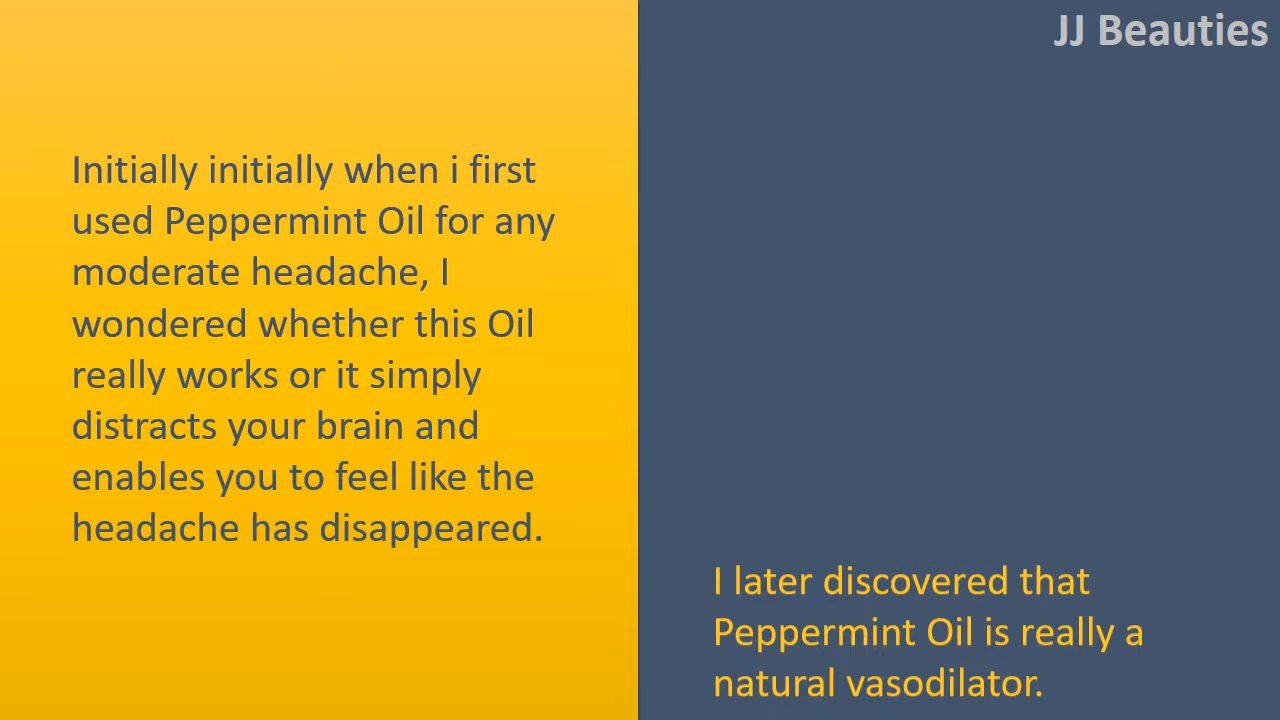 JJ Beauties
Initially initially when i first
used Peppermint Oil for any
moderate headache, I
wondered whether this Oil
really works or it simply
distracts your brain and
enables you to feel like the
headache has disappeared.
I later discovered that
Peppermint Oil is really a
natural vasodilator.